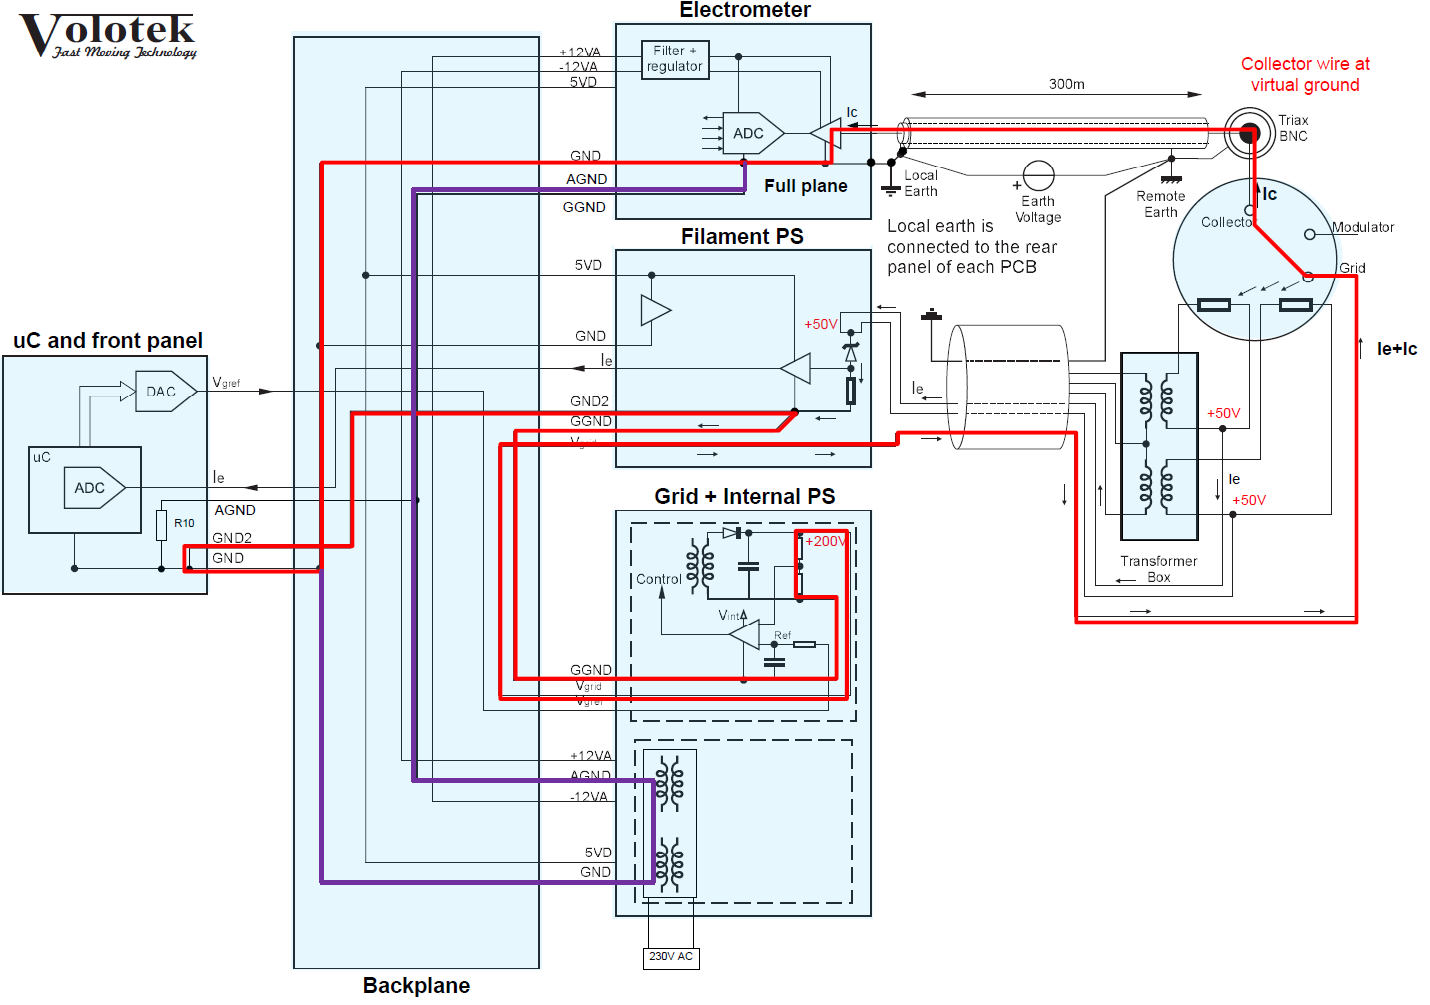 Volotek
Fast Moving Technology
Electrometer
+12VA
-12VA
5VD
Filter +
regulator
ADC
Ic
GND
AGND
GGND
Full plane
300m
Collector wire at
virtual ground
Triax
BNC
Local
Earth
+
Earth
Voltage
Remote
Earth
Local earth is
connected to the rear
panel of each PCB
Ic
Collector
Modulator
Grid
Filament PS
5VD
GND
+50V
Ie
GND2
GGND
Vgrid
Ie
Ie+Ic
+50V
Ie
+50V
Transformer
Box
uC and front panel
DAC
Vgref
uC
ADC
Ie
AGND
R10
GND2
GND
Grid + Internal PS
+200V
Control
Vint
Ref
GGND
Vgrid
Vgref
+12VA
AGND
-12VA
5VD
GND
230V AC
Backplane